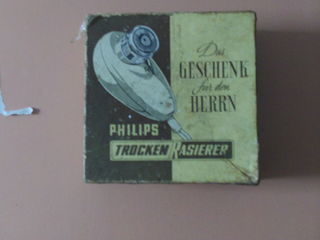 Das
GESCHENK
für den
HERRN
PHILIPS
TROCKEN RASIERER